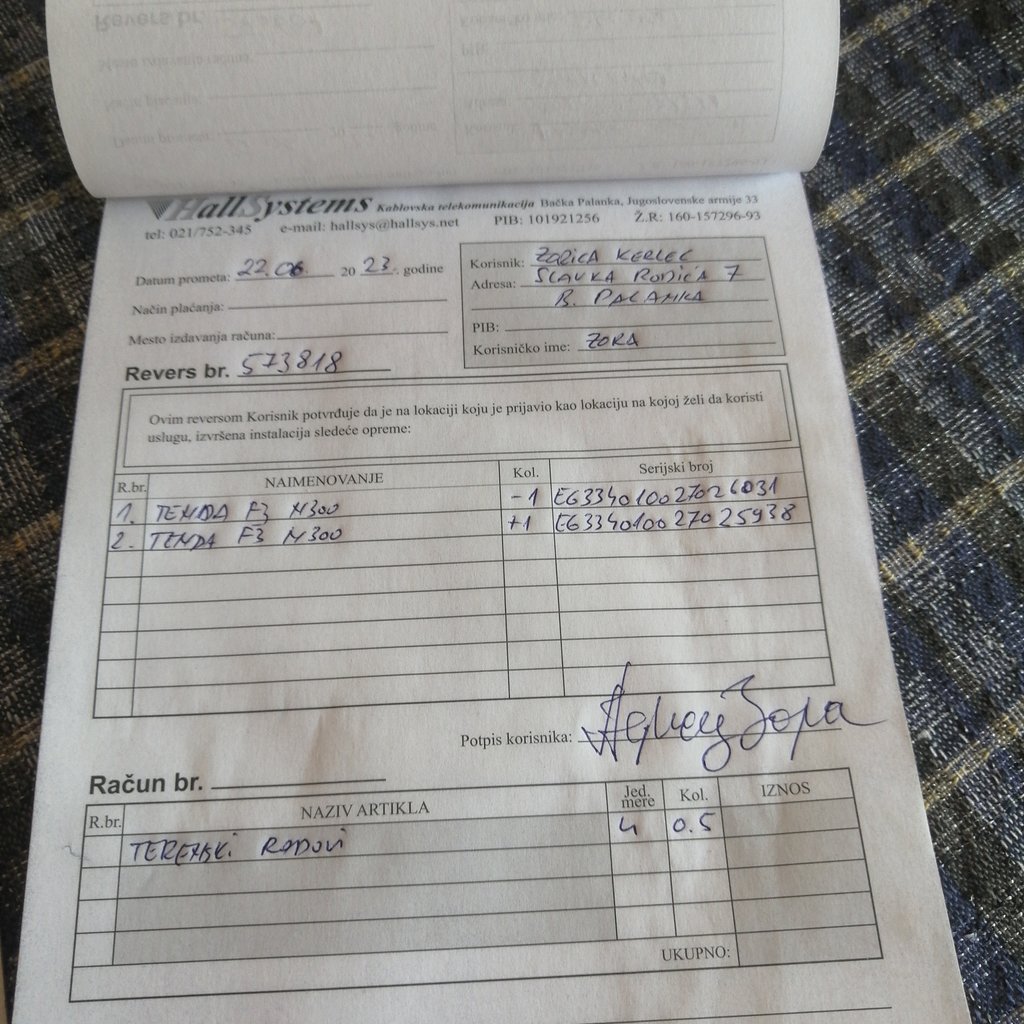 HallSystems Kablovska telekomunikacija Bačka Palanka, Jugoslovenske armije 33
tel: 021/752-345 e-mail: hallsys@hallsys.net PIB: 101921256 Ž.R: 160-157296-93
Datum prometa: 22.06. 20 23. godine
Način plaćanja:
Mesto izdavanja računa:
Revers br. 573818
Korisnik: ZORICA KERLEC
Adresa: SLAVKA RODIĆA 7
B. PALANKA
PIB:
Korisničko ime: ZORA
Ovim reversom Korisnik potvrđuje da je na lokaciji koju je prijavio kao lokaciju na kojoj želi da koristi
uslugu, izvršena instalacija sledeće opreme:
R.br. NAIMENOVANJE Kol. Serijski broj
1. TENDA F3 N300 -1 E6334010027026031
2. TENDA F3 N300 +1 E6334010027025938
Potpis korisnika: Зора
Račun br.
R.br. NAZIV ARTIKLA Jed. mere Kol. IZNOS
TERENSKI RADOVI 4 0.5
UKUPNO: